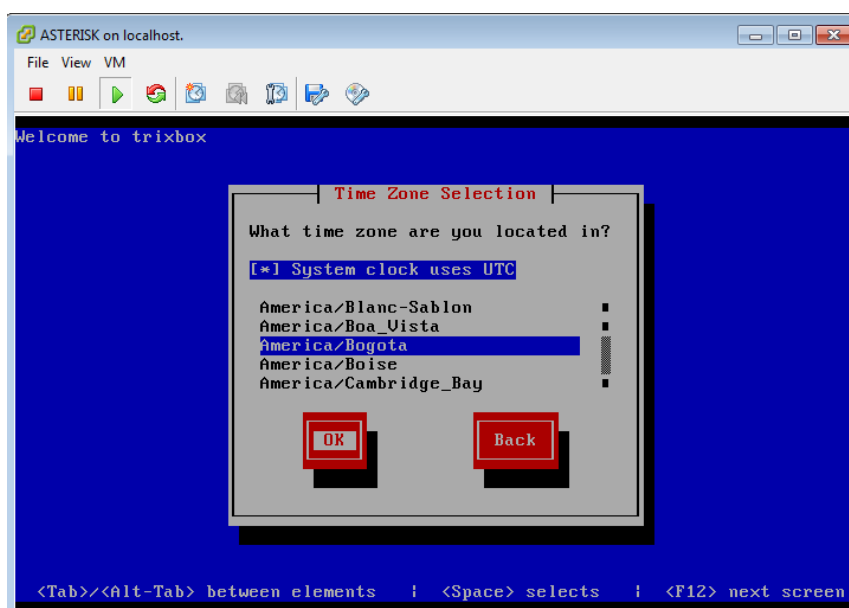 ASTERISK on localhost.
File View VM
Welcome to trixbox
Time Zone Selection
What time zone are you located in?
[*] System clock uses UTC
America/Blanc-Sablon
America/Boa_Vista
America/Bogota
America/Boise
America/Cambridge_Bay
OK Back
<Tab>/<Alt-Tab> between elements | <Space> selects | <F12> next screen